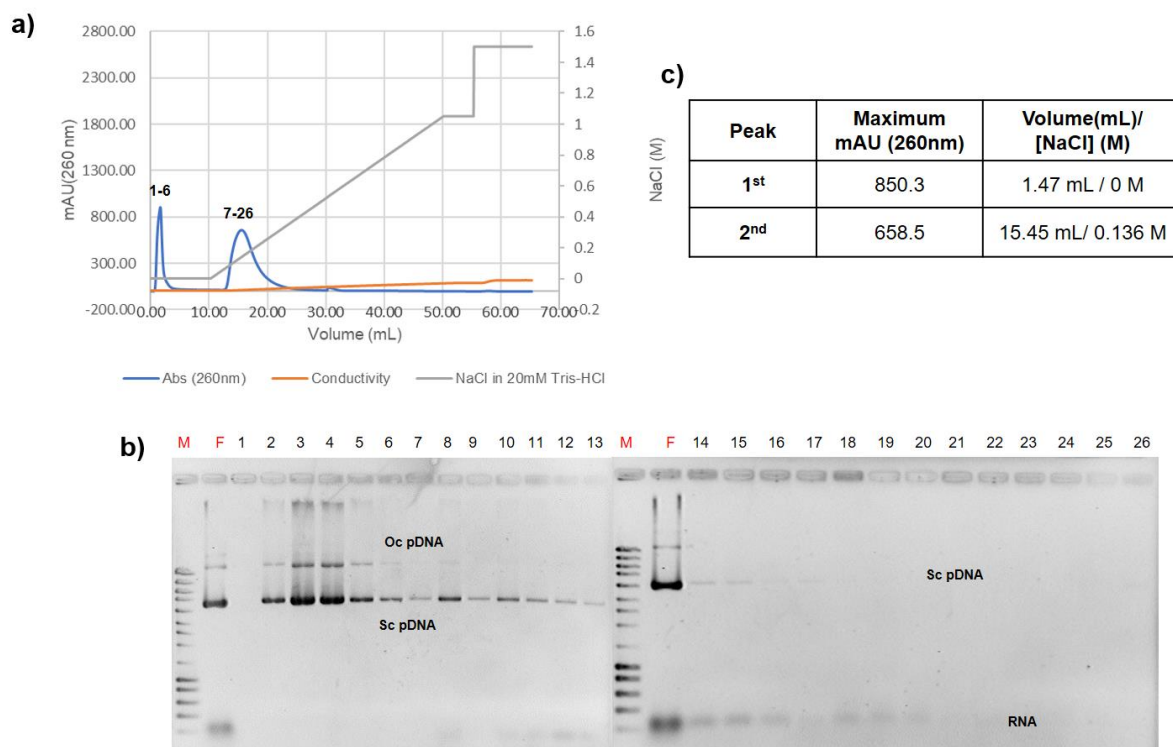 a)
2800.00
2300.00
1800.00
1300.00
800.00
300.00
-200.00
mAU(260 nm)
1-6
7-26
1.6
1.4
1.2
1
0.8
0.6
0.4
0.2
0
-0.2
NaCl (M)
0.00 10.00 20.00 30.00 40.00 50.00 60.00 70.00
Volume (mL)
Abs (260nm) Conductivity NaCl in 20mM Tris-HCl
c)
Peak Maximum mAU (260nm) Volume(mL)/ [NaCl] (M)
1st 850.3 1.47 mL / 0 M
2nd 658.5 15.45 mL/ 0.136 M
b)
M F 1 2 3 4 5 6 7 8 9 10 11 12 13 M F 14 15 16 17 18 19 20 21 22 23 24 25 26
Oc pDNA
Sc pDNA
Sc pDNA
RNA